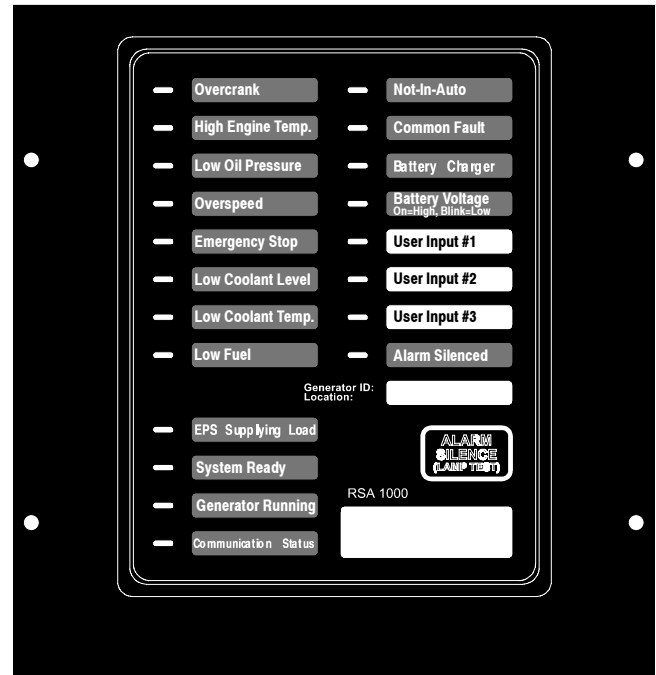 Overcrank
High Engine Temp.
Low Oil Pressure
Overspeed
Emergency Stop
Low Coolant Level
Low Coolant Temp.
Low Fuel
Not-In-Auto
Common Fault
Battery Charger
Battery Voltage
On=High, Blink=Low
User Input #1
User Input #2
User Input #3
Alarm Silenced
Generator ID:
Location:
EPS Supplying Load
System Ready
Generator Running
Communication Status
ALARM
SILENCE
(LAMP TEST)
RSA 1000